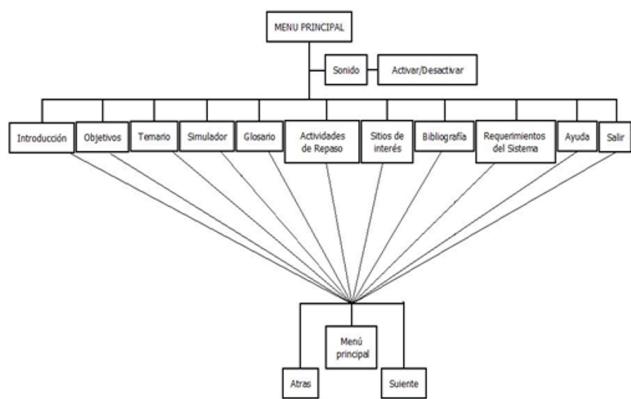 MENU PRINCIPAL
Sonido
Activar/Desactivar
Introducción
Objetivos
Temario
Simulador
Glosario
Actividades
de Repaso
Sitios de
interés
Bibliografía
Requerimientos
del Sistema
Ayuda
Salir
Menú
principal
Atras
Suiente